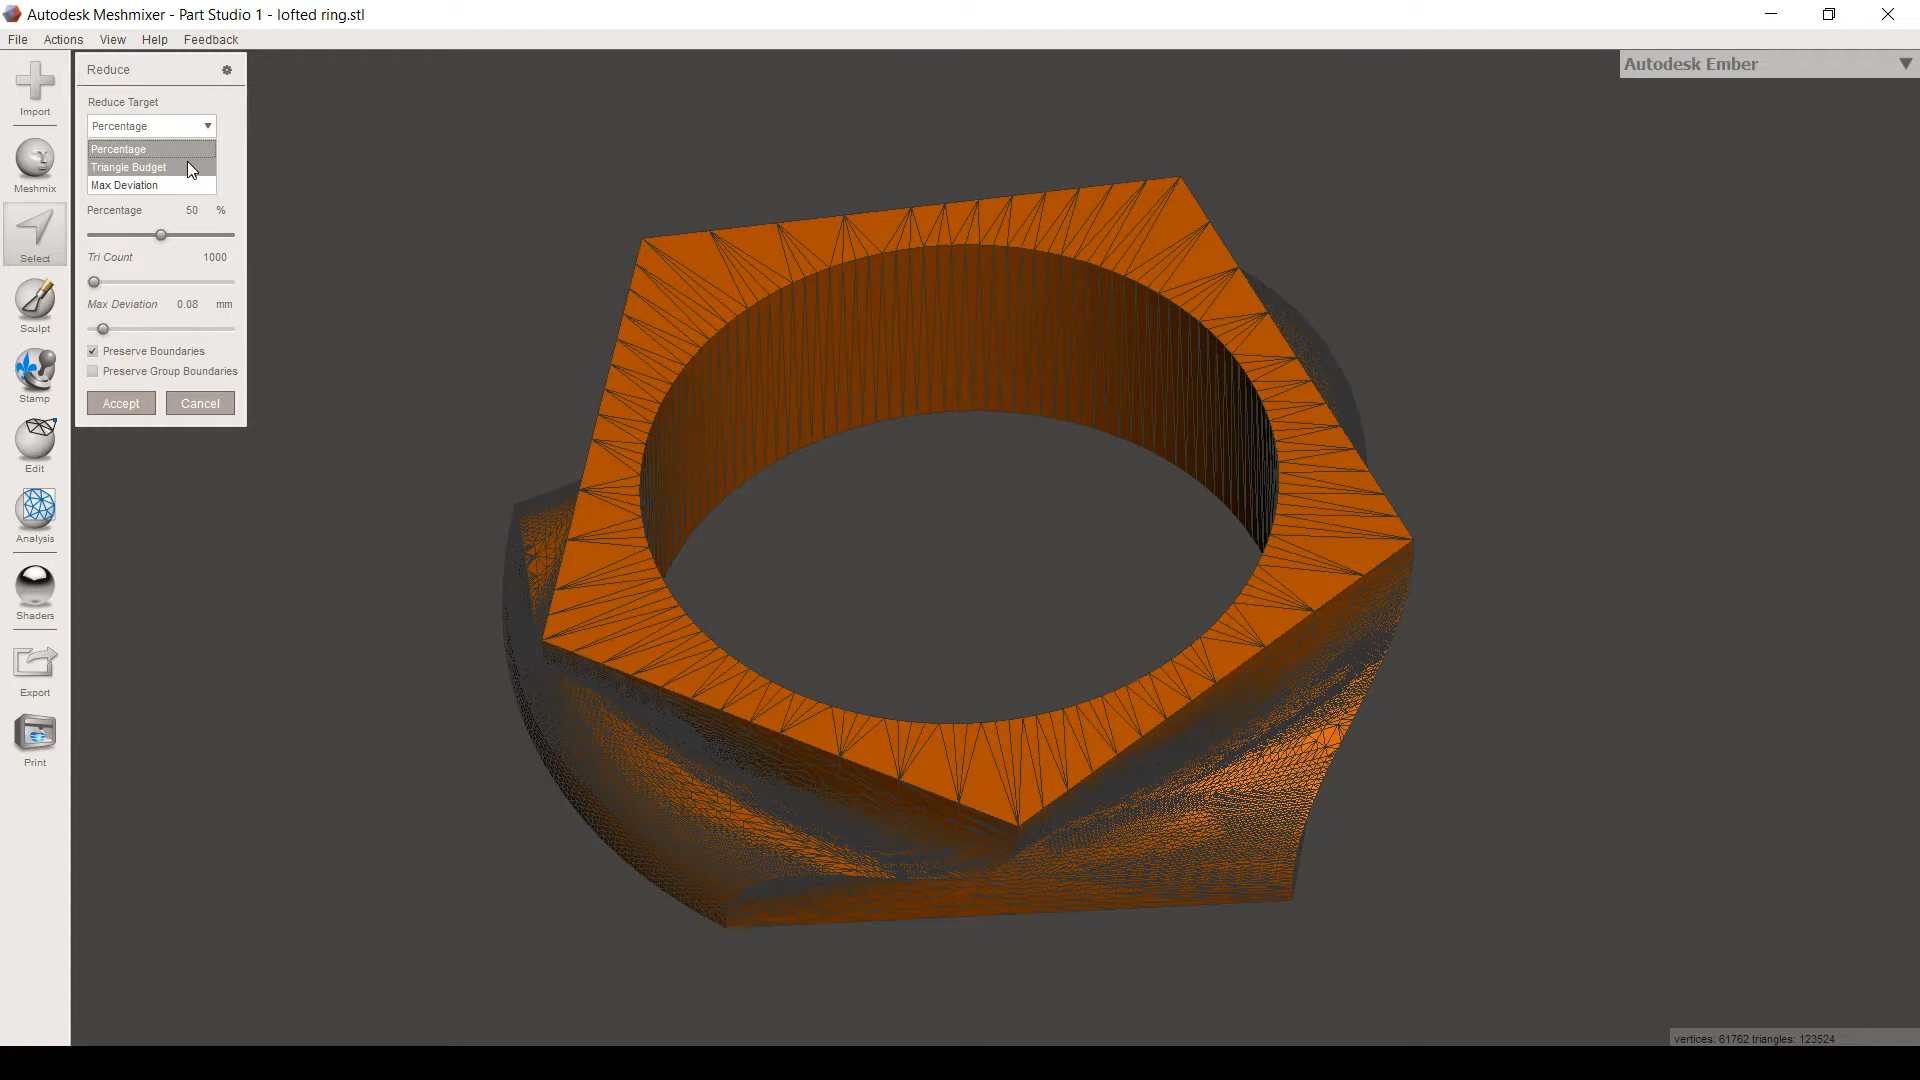 Autodesk Meshmixer - Part Studio 1 - lofted ring.stl
File Actions View Help Feedback
Import
Meshmix
Select
Sculpt
Stamp
Edit
Analysis
Shaders
Export
Print
Reduce
Reduce Target
Percentage
Percentage
Triangle Budget
Max Deviation
Percentage 50 %
Tri Count 1000
Max Deviation 0.08 mm
Preserve Boundaries
Preserve Group Boundaries
Accept Cancel
Autodesk Ember
vertices: 61762 triangles: 123524